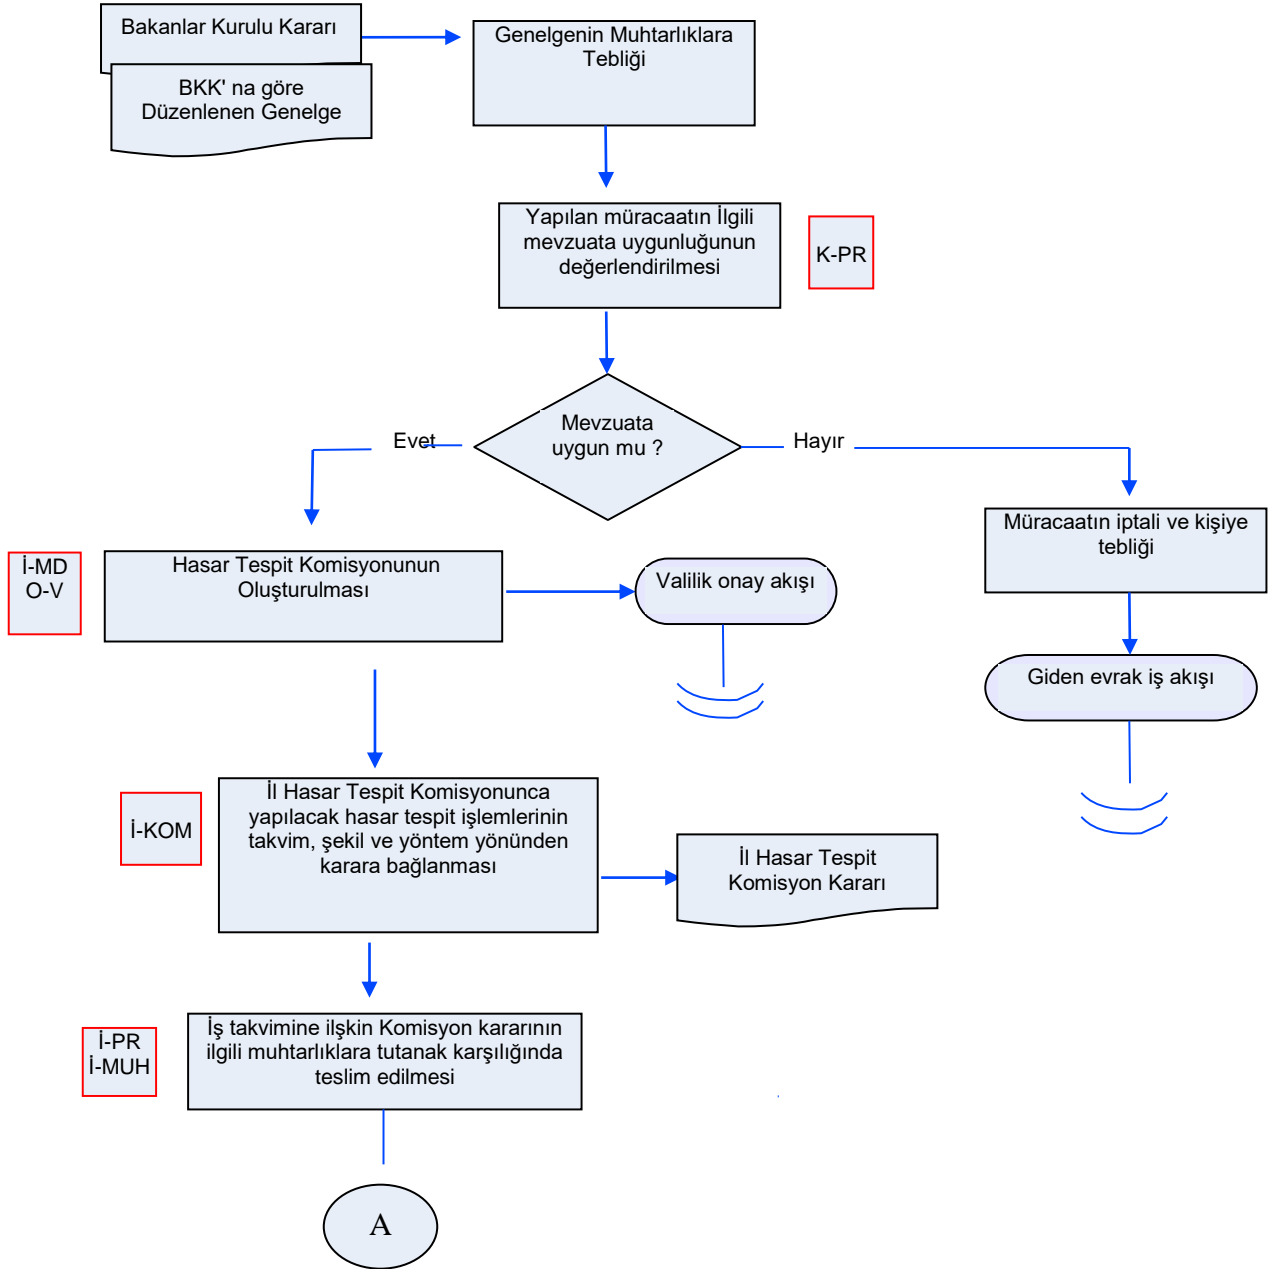 Bakanlar Kurulu Kararı
Genelgenin Muhtarlıklara
Tebliği
BKK' na göre
Düzenlenen Genelge
Yapılan müracaatın İlgili
mevzuata uygunluğunun
değerlendirilmesi
K-PR
Mevzuata
uygun mu ?
Evet
Hayır
Müracaatın iptali ve kişiye
tebliği
İ-MD
O-V
Hasar Tespit Komisyonunun
Oluşturulması
Valilik onay akışı
Giden evrak iş akışı
İ-KOM
İl Hasar Tespit Komisyonunca
yapılacak hasar tespit işlemlerinin
takvim, şekil ve yöntem yönünden
karara bağlanması
İl Hasar Tespit
Komisyon Kararı
İ-PR
İ-MUH
İş takvimine ilşkin Komisyon kararının
ilgili muhtarlıklara tutanak karşılığında
teslim edilmesi
A